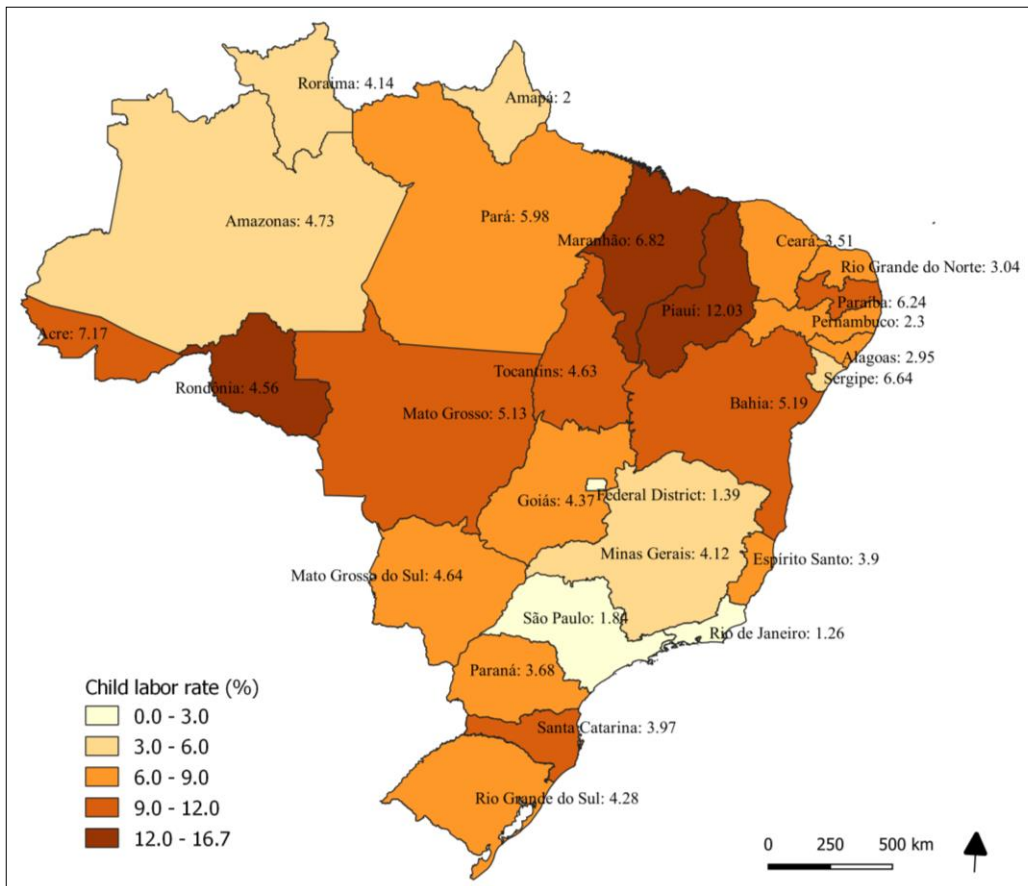 Roraima: 4.14
Amapá: 2
Amazonas: 4.73
Pará: 5.98
Maranhão: 6.82
Ceará: 3.51
Rio Grande do Norte: 3.04
Paraíba: 6.24
Piauí: 12.03
Pernambuco: 2.3
Acre: 7.17
Alagoas: 2.95
Tocantins: 4.63
Sergipe: 6.64
Rondônia: 4.56
Bahia: 5.19
Mato Grosso: 5.13
Federal District: 1.39
Goiás: 4.37
Minas Gerais: 4.12
Espírito Santo: 3.9
Mato Grosso do Sul: 4.64
São Paulo: 1.84
Rio de Janeiro: 1.26
Paraná: 3.68
Santa Catarina: 3.97
Rio Grande do Sul: 4.28
Child labor rate (%)
0.0 - 3.0
3.0 - 6.0
6.0 - 9.0
9.0 - 12.0
12.0 - 16.7
0 250 500 km